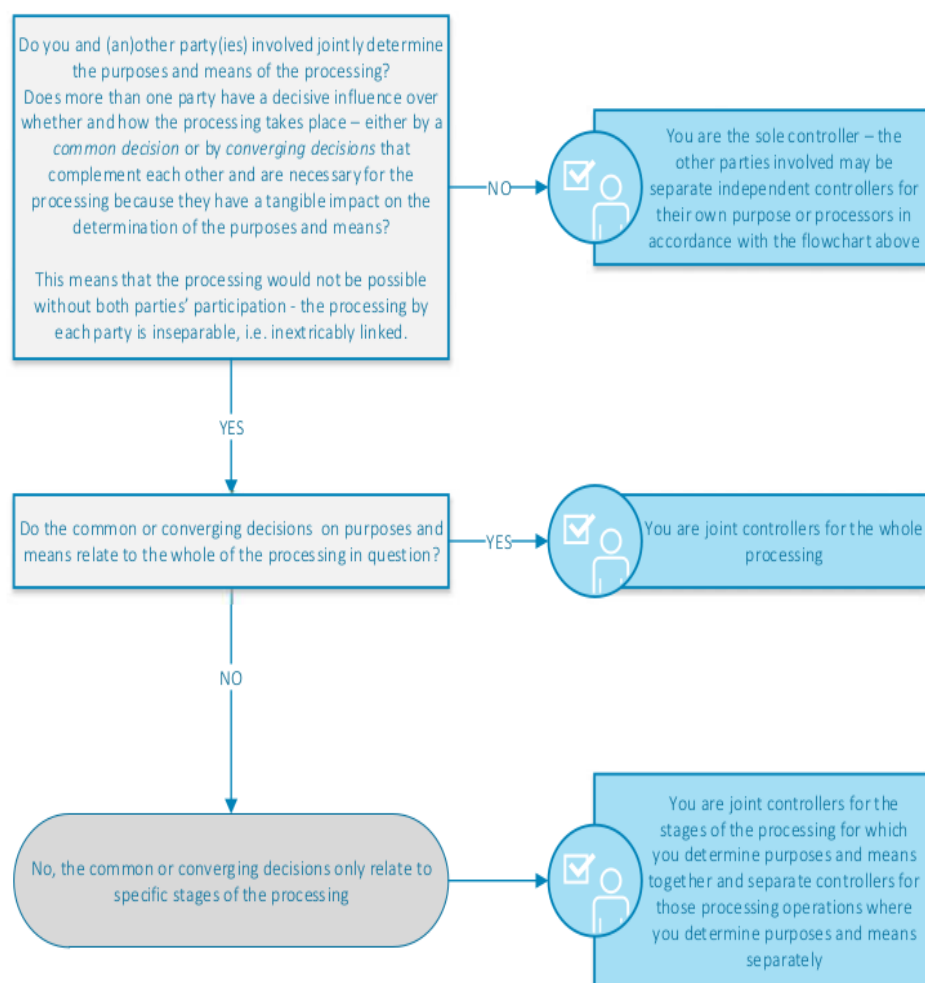 Do you and (an)other party(ies) involved jointly determine
the purposes and means of the processing?
Does more than one party have a decisive influence over
whether and how the processing takes place – either by a
common decision or by converging decisions that
complement each other and are necessary for the
processing because they have a tangible impact on the
determination of the purposes and means?
This means that the processing would not be possible
without both parties’ participation - the processing by
each party is inseparable, i.e. inextricably linked.
NO
You are the sole controller – the
other parties involved may be
separate independent controllers for
their own purpose or processors in
accordance with the flowchart above
YES
Do the common or converging decisions on purposes and
means relate to the whole of the processing in question?
YES
You are joint controllers for the whole
processing
NO
No, the common or converging decisions only relate to
specific stages of the processing
You are joint controllers for the
stages of the processing for which
you determine purposes and means
together and separate controllers for
those processing operations where
you determine purposes and means
separately